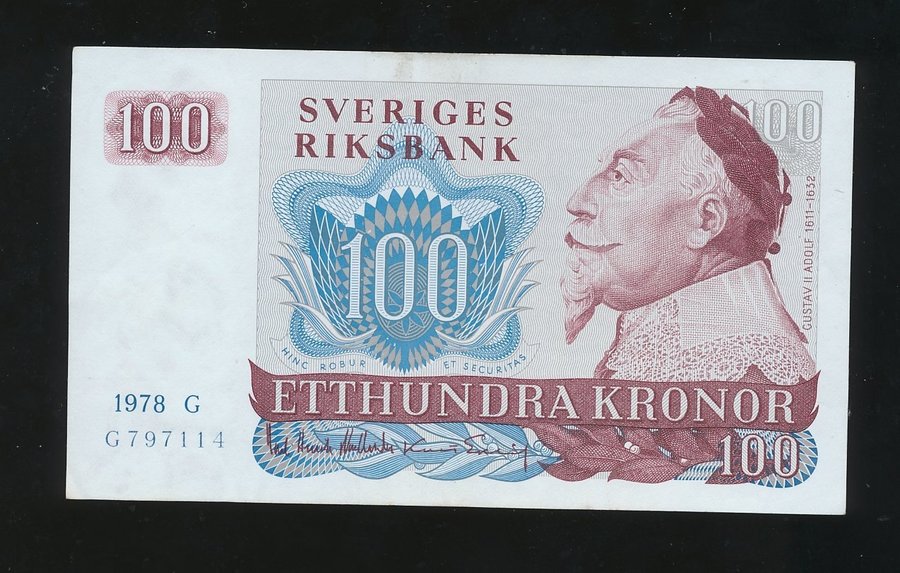 100
SVERIGES
RIKSBANK
100
100
GUSTAV II ADOLF 1611-1632
HINC ROBUR ET SECURITAS
ETTHUNDRA KRONOR
1978 G
G797114
100